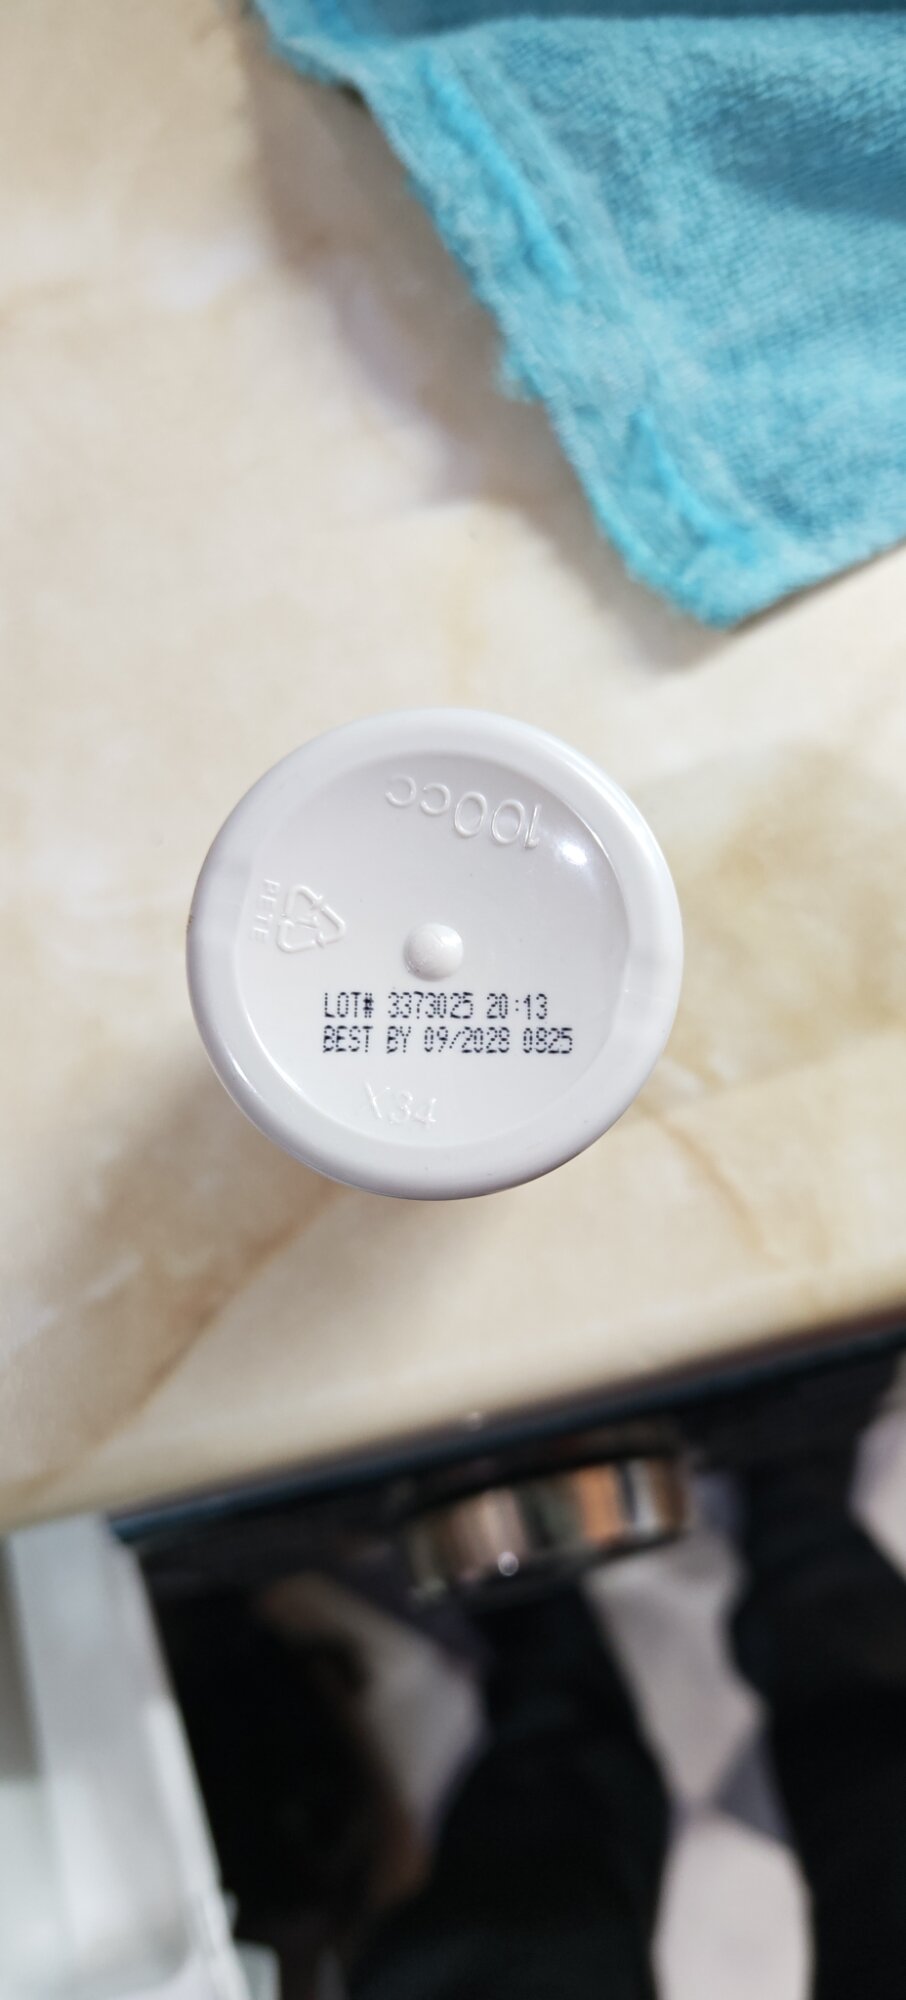 100cc
PETE
LOT# 3373025 20:13
BEST BY 09/2028 0825
X34